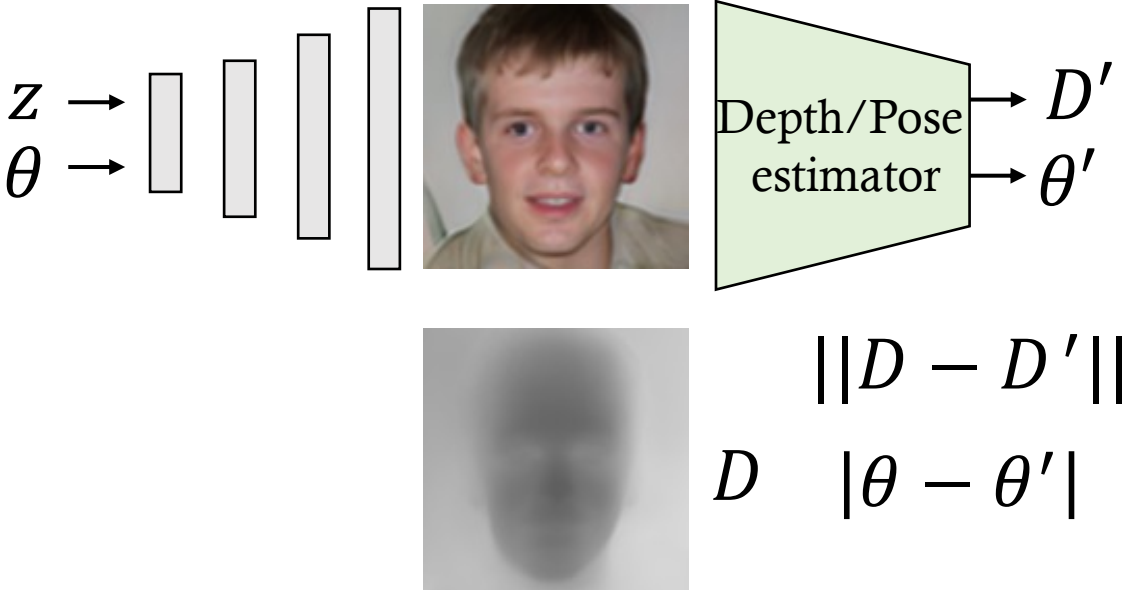 z
θ
Depth/Pose
estimator
D′
θ′
||D − D′||
D
|θ − θ′|